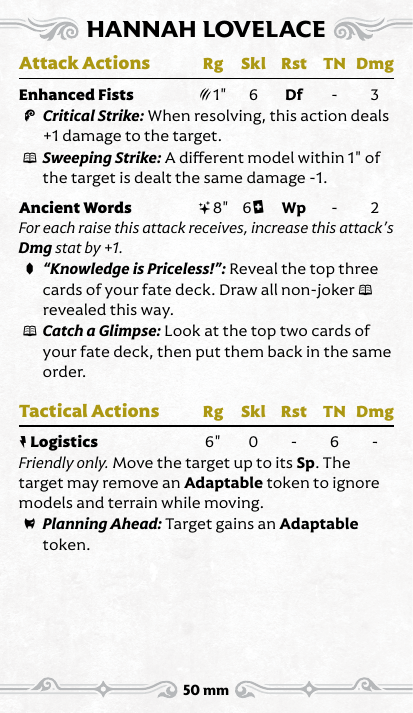 HANNAH LOVELACE
Attack Actions Rg Skl Rst TN Dmg
Enhanced Fists 1" 6 Df - 3
Critical Strike: When resolving, this action deals
+1 damage to the target.
Sweeping Strike: A different model within 1" of
the target is dealt the same damage -1.
Ancient Words 8" 6 Wp - 2
For each raise this attack receives, increase this attack’s
Dmg stat by +1.
“Knowledge is Priceless!”: Reveal the top three
cards of your fate deck. Draw all non-joker
revealed this way.
Catch a Glimpse: Look at the top two cards of
your fate deck, then put them back in the same
order.
Tactical Actions Rg Skl Rst TN Dmg
Logistics 6" 0 - 6 -
Friendly only. Move the target up to its Sp. The
target may remove an Adaptable token to ignore
models and terrain while moving.
Planning Ahead: Target gains an Adaptable
token.
50 mm